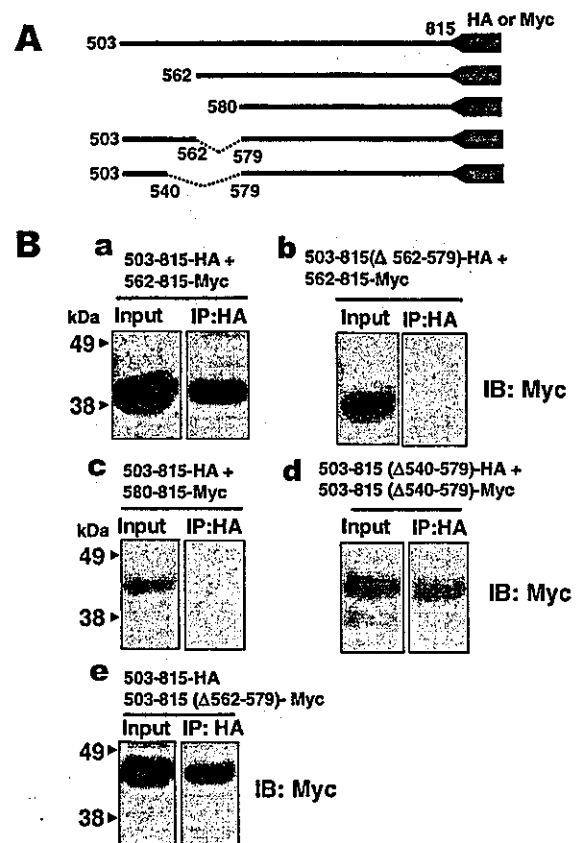 A
HA or Myc
815
503
562
580
503
562 579
503
540 579
B
a
503-815-HA +
562-815-Myc
kDa
Input IP:HA
49
38
b
503-815(Δ 562-579)-HA +
562-815-Myc
Input IP:HA
IB: Myc
c
503-815-HA +
580-815-Myc
kDa
Input IP:HA
49
38
d
503-815 (Δ540-579)-HA +
503-815 (Δ540-579)-Myc
Input IP:HA
IB: Myc
e
503-815-HA
503-815 (Δ562-579)- Myc
Input IP: HA
49
38
IB: Myc